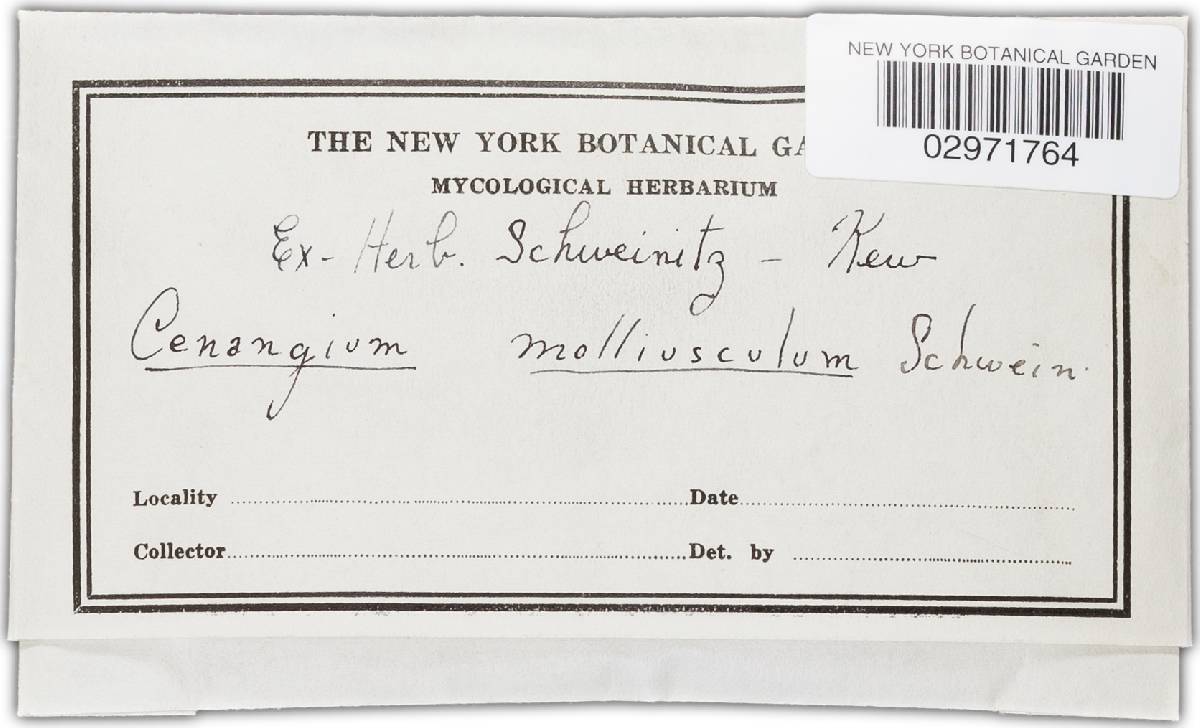 NEW YORK BOTANICAL GARDEN
02971764
THE NEW YORK BOTANICAL GA
MYCOLOGICAL HERBARIUM
Ex-Herb. Schweinitz - Kew
Cenangium molliusculum Schwein.
Locality Date
Collector Det. by